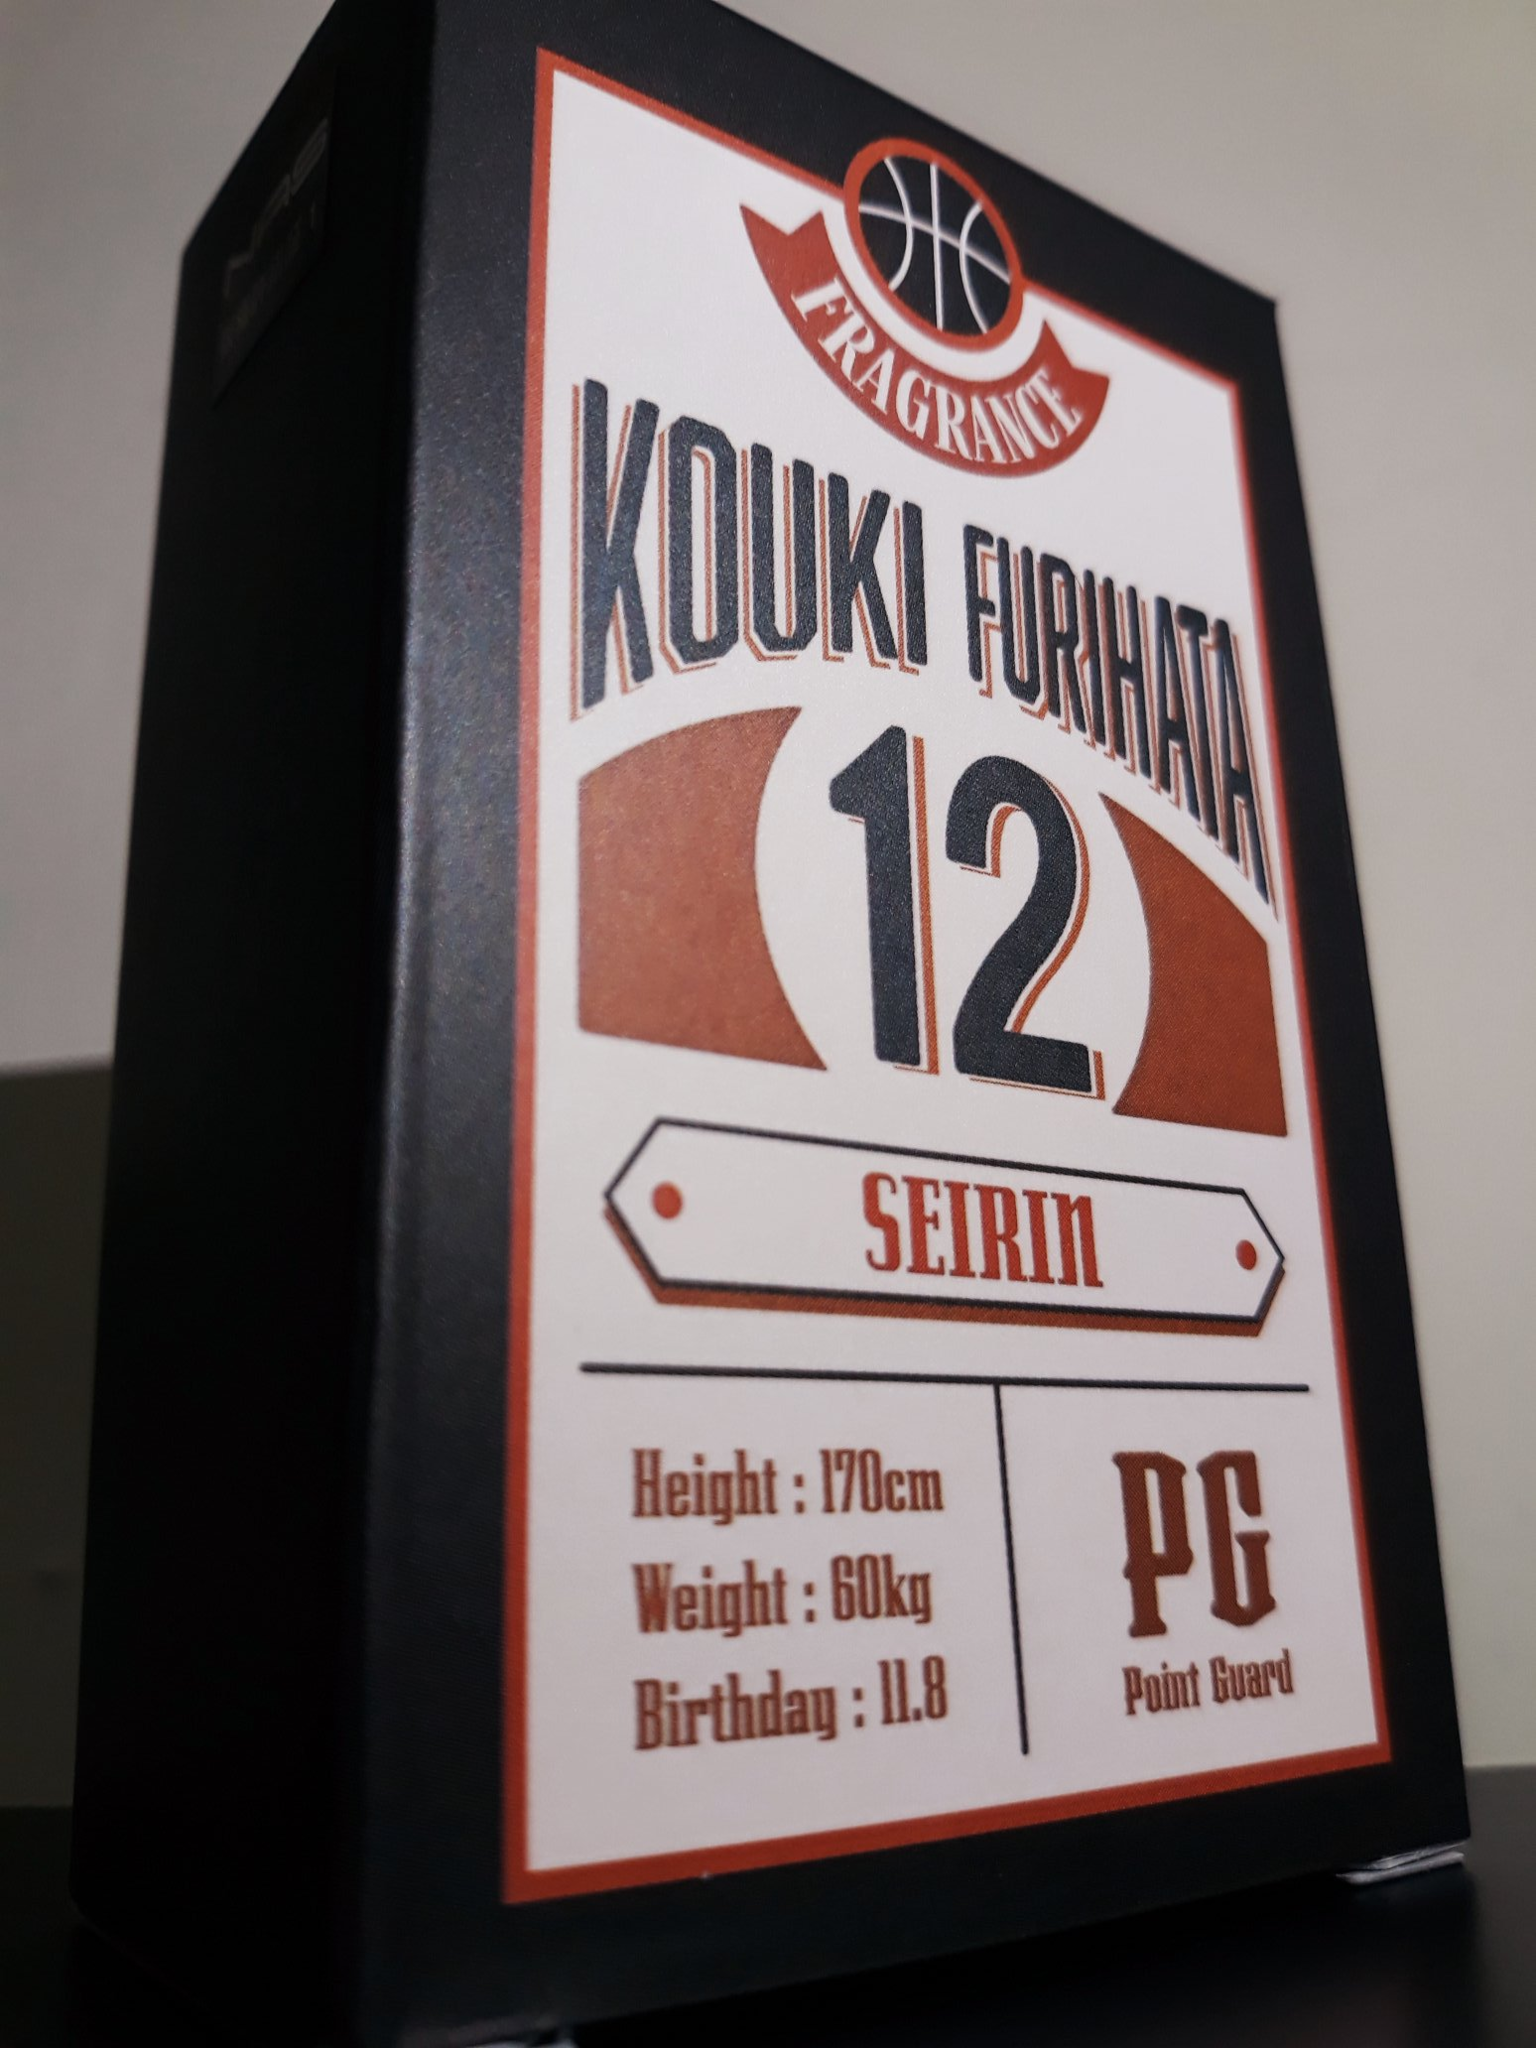 FRAGRANCE
KOUKI FURIHATA
12
SEIRIN
Height : 170cm
Weight : 60kg
Birthday : 11.8
PG
Point Guard